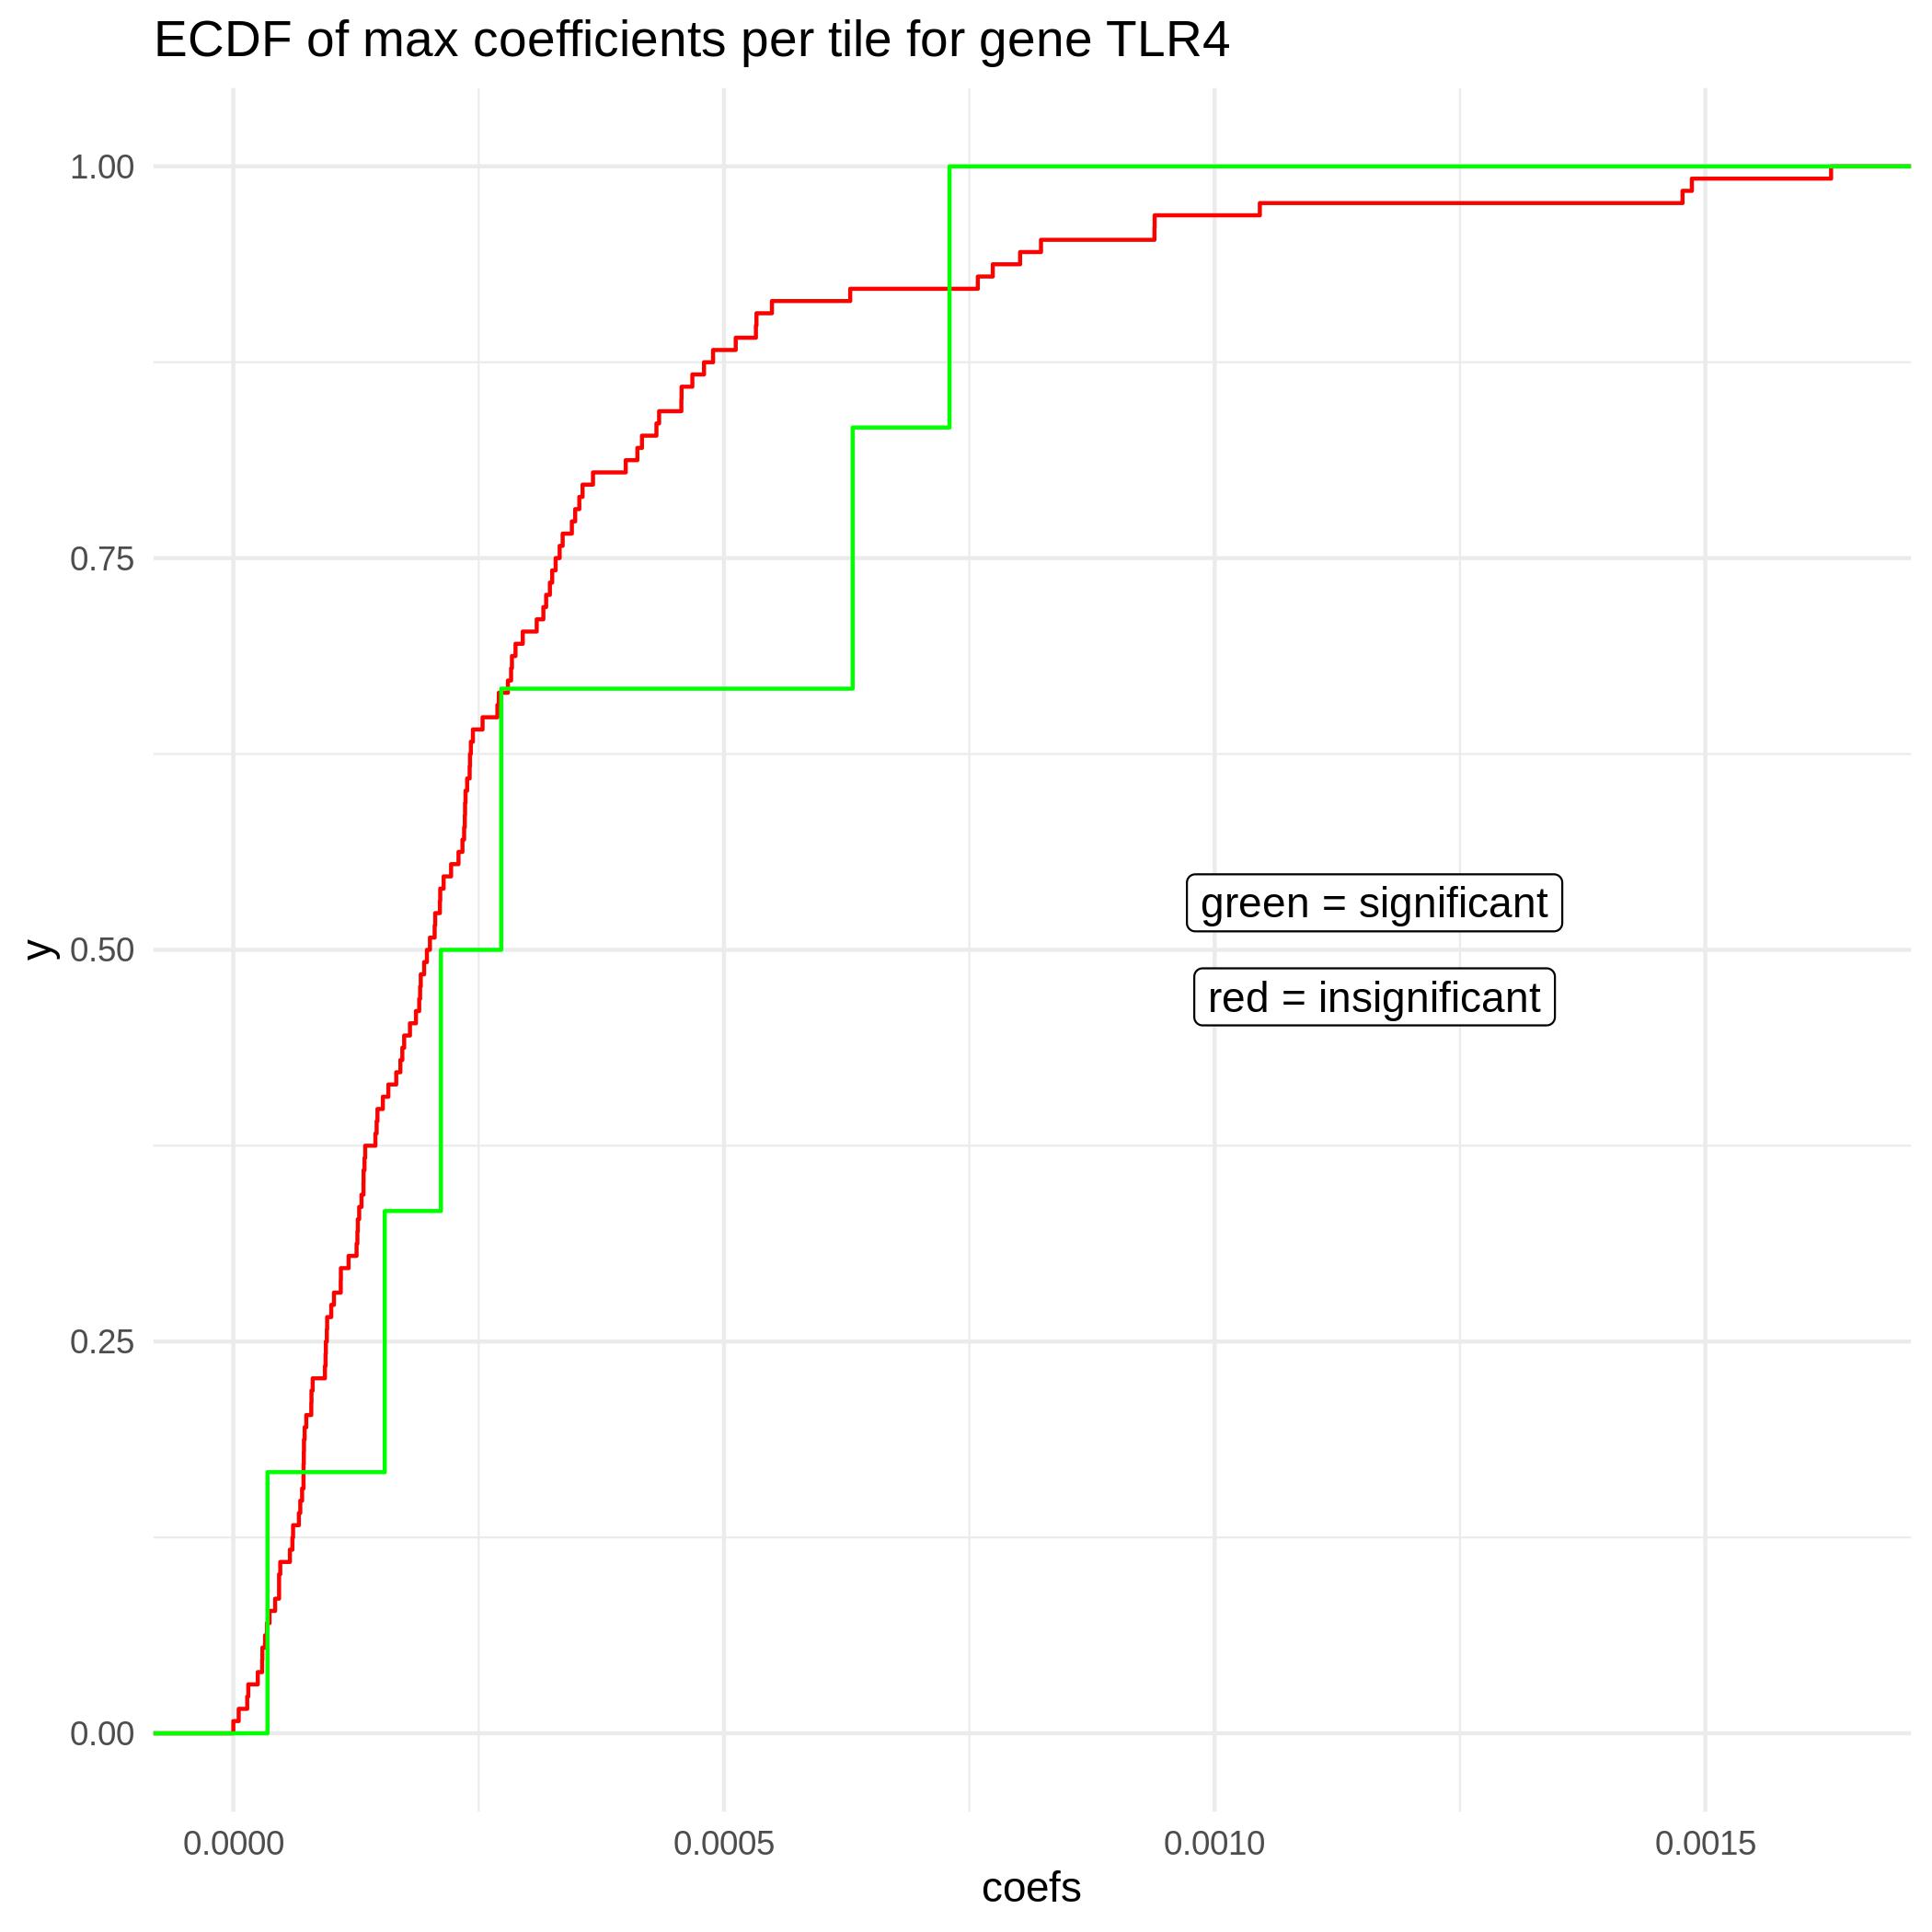 ECDF of max coefficients per tile for gene TLR4
1.00
0.75
0.50
0.25
0.00
y
green = significant
red = insignificant
0.0000 0.0005 0.0010 0.0015
coefs